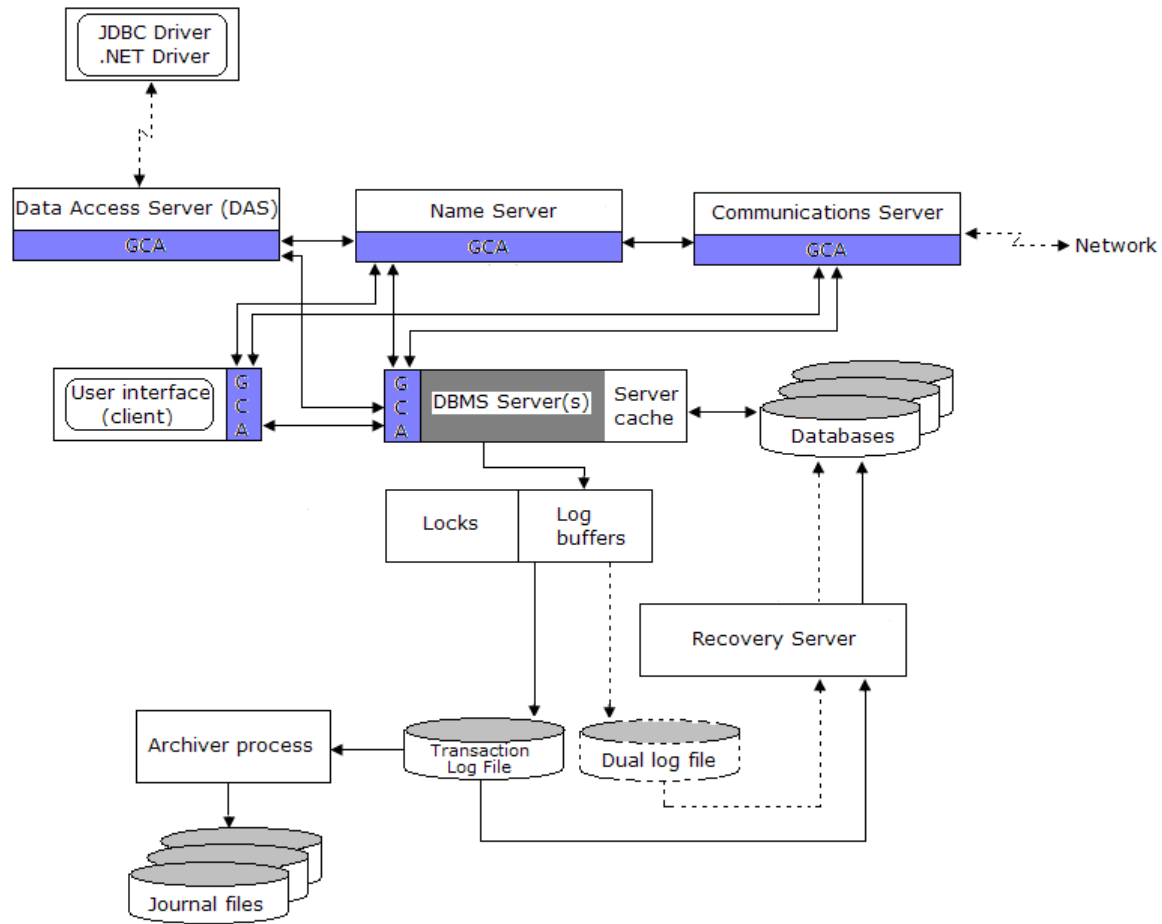 JDBC Driver
.NET Driver
Data Access Server (DAS)
GCA
Name Server
GCA
Communications Server
GCA
Network
User interface
(client)
G
C
A
G
C
A
DBMS Server(s)
Server
cache
Databases
Locks
Log
buffers
Recovery Server
Archiver process
Transaction
Log File
Dual log file
Journal files